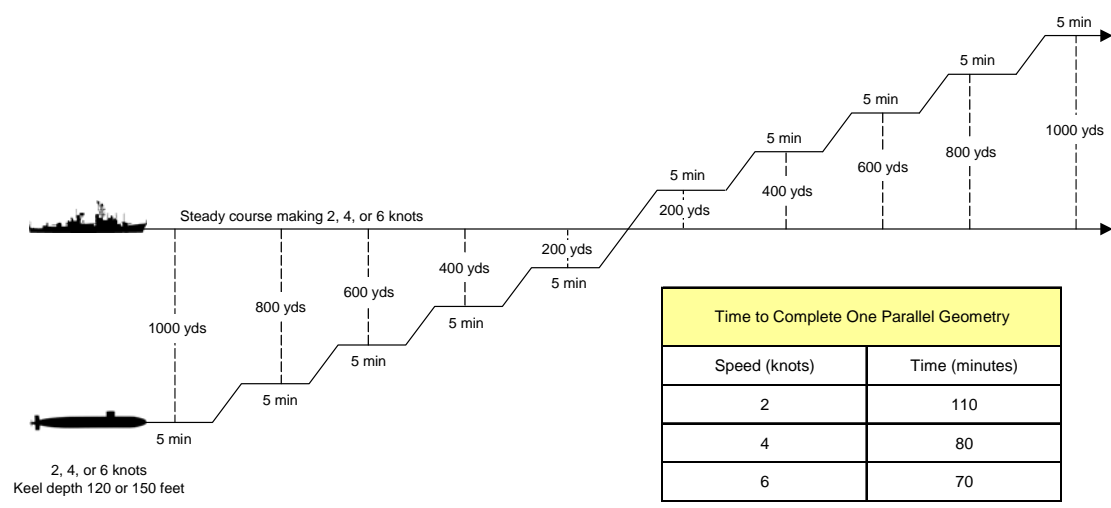 5 min
5 min
1000 yds
5 min
800 yds
5 min
600 yds
5 min
400 yds
5 min
200 yds
Steady course making 2, 4, or 6 knots
200 yds
5 min
400 yds
5 min
600 yds
5 min
800 yds
5 min
1000 yds
5 min
2, 4, or 6 knots
Keel depth 120 or 150 feet
Time to Complete One Parallel Geometry
Speed (knots) Time (minutes)
2 110
4 80
6 70